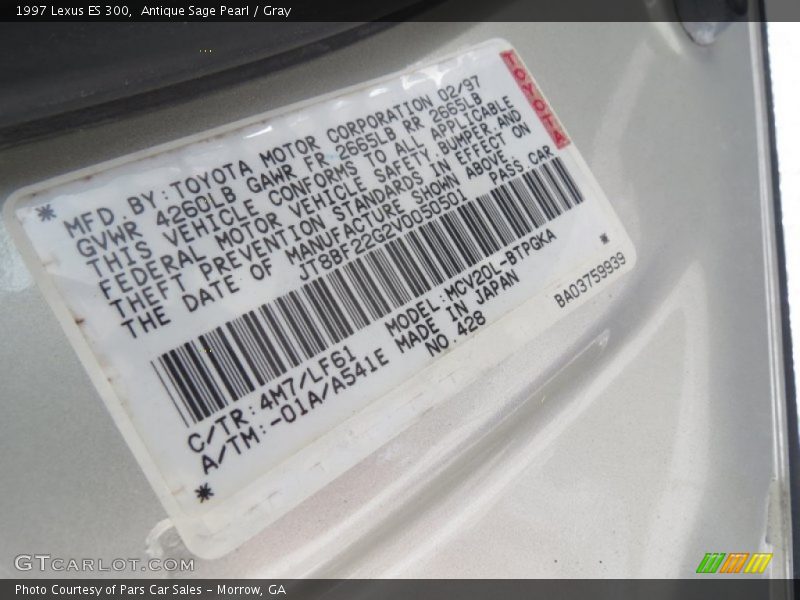 1997 Lexus ES 300,  Antique Sage Pearl / Gray
TOYOTA
MFD. BY: TOYOTA MOTOR CORPORATION 02/97
GVWR 4260LB GAWR FR 2665LB RR 2665LB
THIS VEHICLE CONFORMS TO ALL APPLICABLE
FEDERAL MOTOR VEHICLE SAFETY, BUMPER, AND
THEFT PREVENTION STANDARDS IN EFFECT ON
THE DATE OF MANUFACTURE SHOWN ABOVE.
JT8BF22G2V0050501 PASS. CAR
C/TR: 4M7/LF61 MODEL: MCV20L-BTPGKA
A/TM: -01A/A541E MADE IN JAPAN
NO. 428
BA03759939
GTCARLOT.COM
Photo Courtesy of Pars Car Sales - Morrow, GA